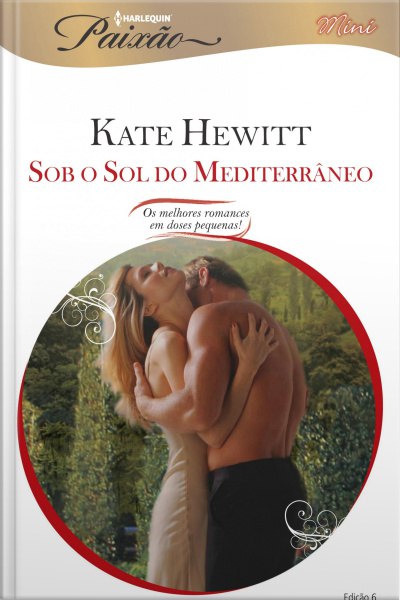 HARLEQUIN
Paixão
Mini
KATE HEWITT
SOB O SOL DO MEDITERRÂNEO
Os melhores romances
em doses pequenas!
Edição 6